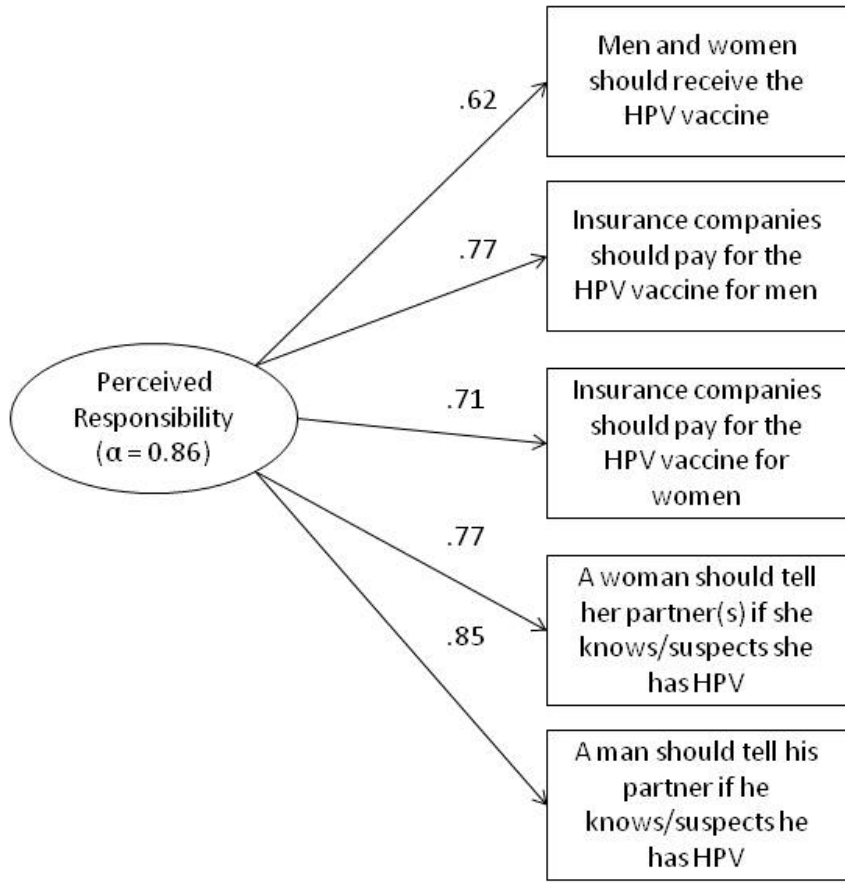 Men and women
should receive the
HPV vaccine
.62
Insurance companies
should pay for the
HPV vaccine for men
.77
Perceived
Responsibility
(α = 0.86)
.71
Insurance companies
should pay for the
HPV vaccine for
women
.77
A woman should tell
her partner(s) if she
knows/suspects she
has HPV
.85
A man should tell his
partner if he
knows/suspects he
has HPV